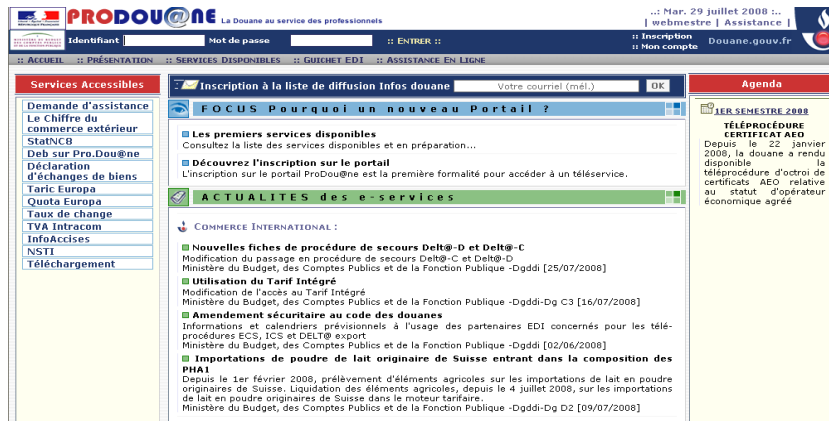 PRODOU@NE La Douane au service des professionnels
..: Mar. 29 juillet 2008 :..
| webmestre | Assistance |
Identifiant
Mot de passe
:: ENTRER ::
:: Inscription
:: Mon compte
Douane.gouv.fr
:: ACCUEIL :: PRÉSENTATION :: SERVICES DISPONIBLES :: GUICHET EDI :: ASSISTANCE EN LIGNE
Services Accessibles
Demande d'assistance
Le Chiffre du
commerce extérieur
StatNC8
Deb sur Pro.Dou@ne
Déclaration
d'échanges de biens
Taric Europa
Quota Europa
Taux de change
TVA Intracom
InfoAccises
NSTI
Téléchargement
Inscription à la liste de diffusion Infos douane
Votre courriel (mél.)
OK
FOCUS Pourquoi un nouveau Portail ?
Les premiers services disponibles
Consultez la liste des services disponibles et en préparation...
Découvrez l'inscription sur le portail
L'inscription sur le portail ProDou@ne est la première formalité pour accéder à un téléservice.
ACTUALITES des e-services
COMMERCE INTERNATIONAL :
Nouvelles fiches de procédure de secours Delt@-D et Delt@-C
Modification du passage en procédure de secours Delt@-C et Delt@-D
Ministère du Budget, des Comptes Publics et de la Fonction Publique -Dgddi [25/07/2008]
Utilisation du Tarif Intégré
Modification de l'accès au Tarif Intégré
Ministère du Budget, des Comptes Publics et de la Fonction Publique -Dgddi-Dg C3 [16/07/2008]
Amendement sécuritaire au code des douanes
Informations et calendriers prévisionnels à l'usage des partenaires EDI concernés pour les télé-
procédures ECS, ICS et DELT@ export
Ministère du Budget, des Comptes Publics et de la Fonction Publique -Dgddi [02/06/2008]
Importations de poudre de lait originaire de Suisse entrant dans la composition des
PHA1
Depuis le 1er février 2008, prélèvement d'éléments agricoles sur les importations de lait en poudre
originaires de Suisse. Liquidation des éléments agricoles, depuis le 4 juillet 2008, sur les importations
de lait en poudre originaires de Suisse dans le moteur tarifaire.
Ministère du Budget, des Comptes Publics et de la Fonction Publique -Dgddi-Dg D2 [09/07/2008]
Agenda
1ER SEMESTRE 2008
TÉLÉPROCÉDURE
CERTIFICAT AEO
Depuis le 22 janvier
2008, la douane a rendu
disponible la
téléprocédure d'octroi de
certificats AEO relative
au statut d'opérateur
économique agréé